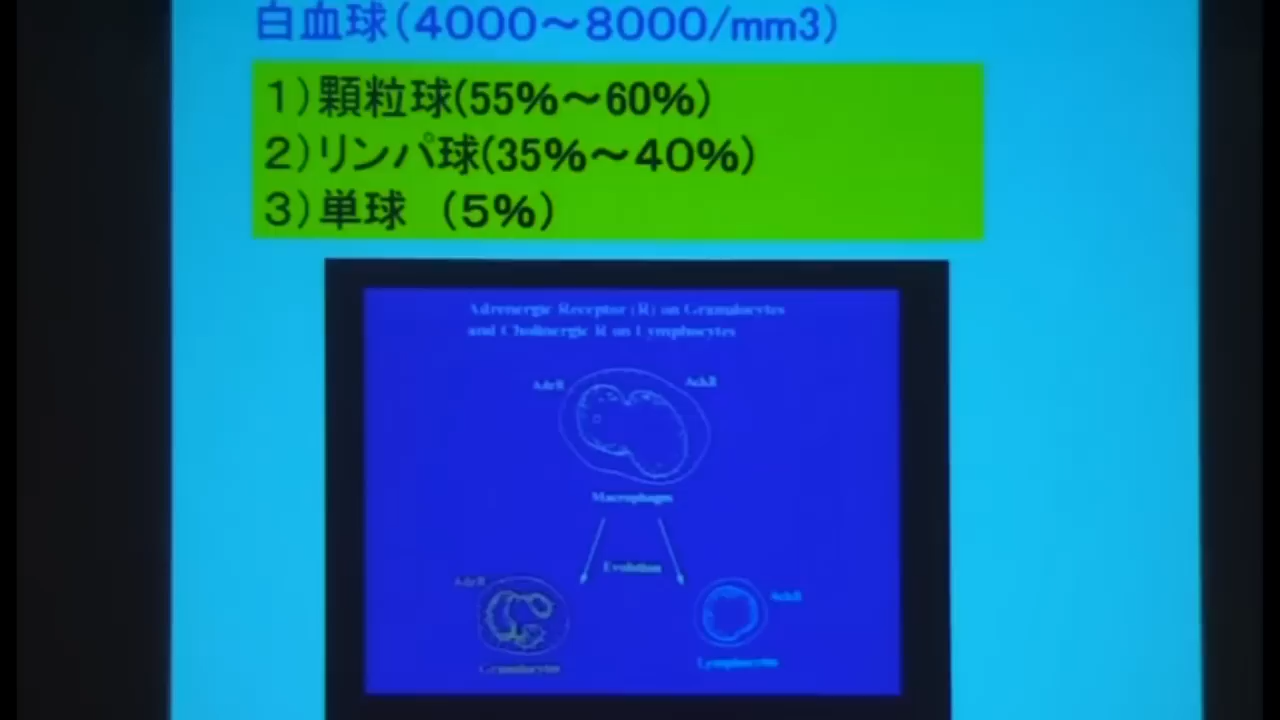 白血球（4000～8000/mm3）
1）顆粒球(55%～60%)
2）リンパ球(35%～40%)
3）単球 （5%）
Adrenergic Receptor (R) on Granulocytes
and Cholinergic R on Lymphocytes
AdrR AchR
Macrophages
Evolution
AdrR AchR
Granulocytes Lymphocytes